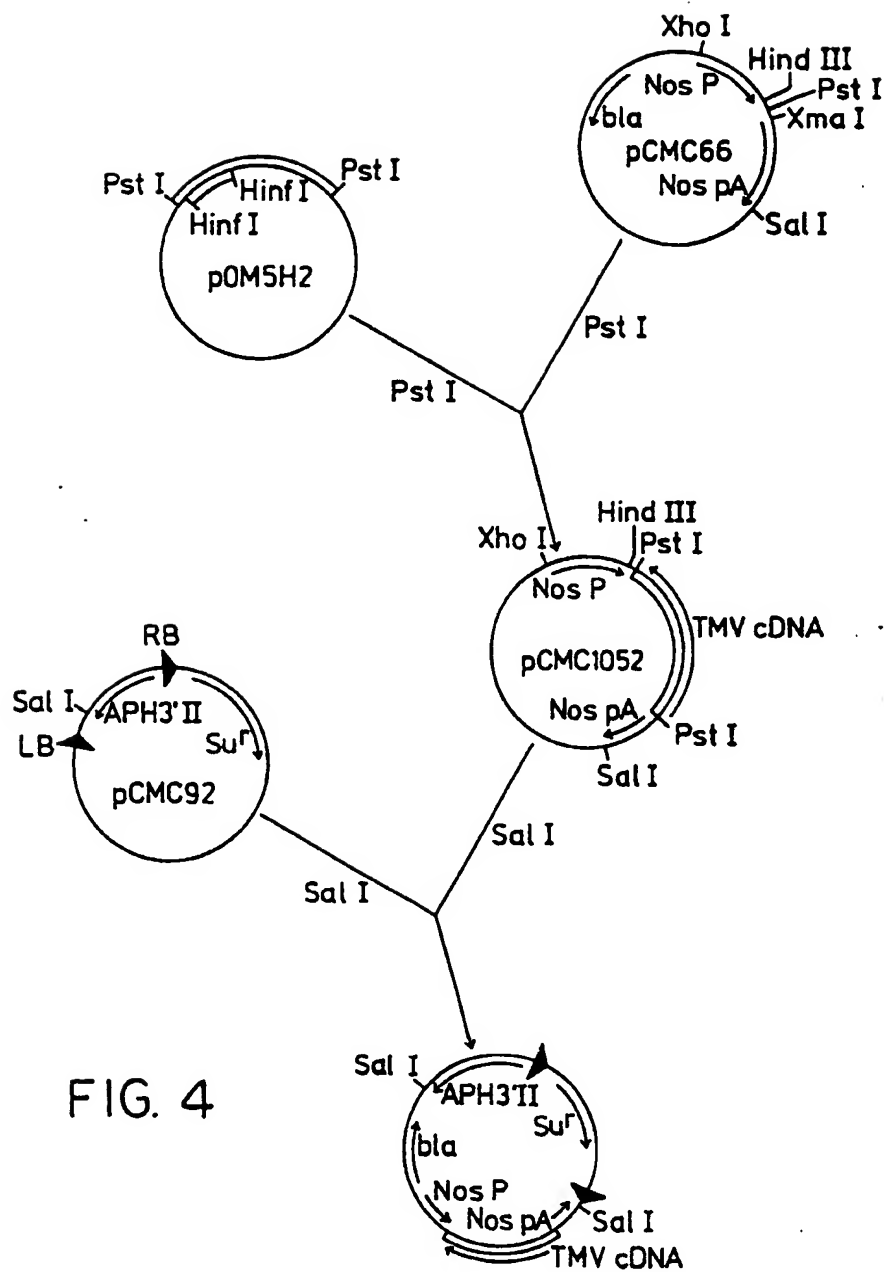 Xho I
Hind III
Nos P
Pst I
bla
Xma I
pCMC66
Nos pA
Sal I
Pst I
Pst I
Hinf I
Hinf I
pOM5H2
Pst I
Pst I
Hind III
Xho I
Pst I
Nos P
TMV cDNA
pCMC1052
Nos pA
Pst I
Sal I
RB
Sal I
APH3'II
LB
Suʳ
pCMC92
Sal I
Sal I
FIG. 4
Sal I
APH3'II
Suʳ
bla
Nos P
Nos pA
Sal I
TMV cDNA